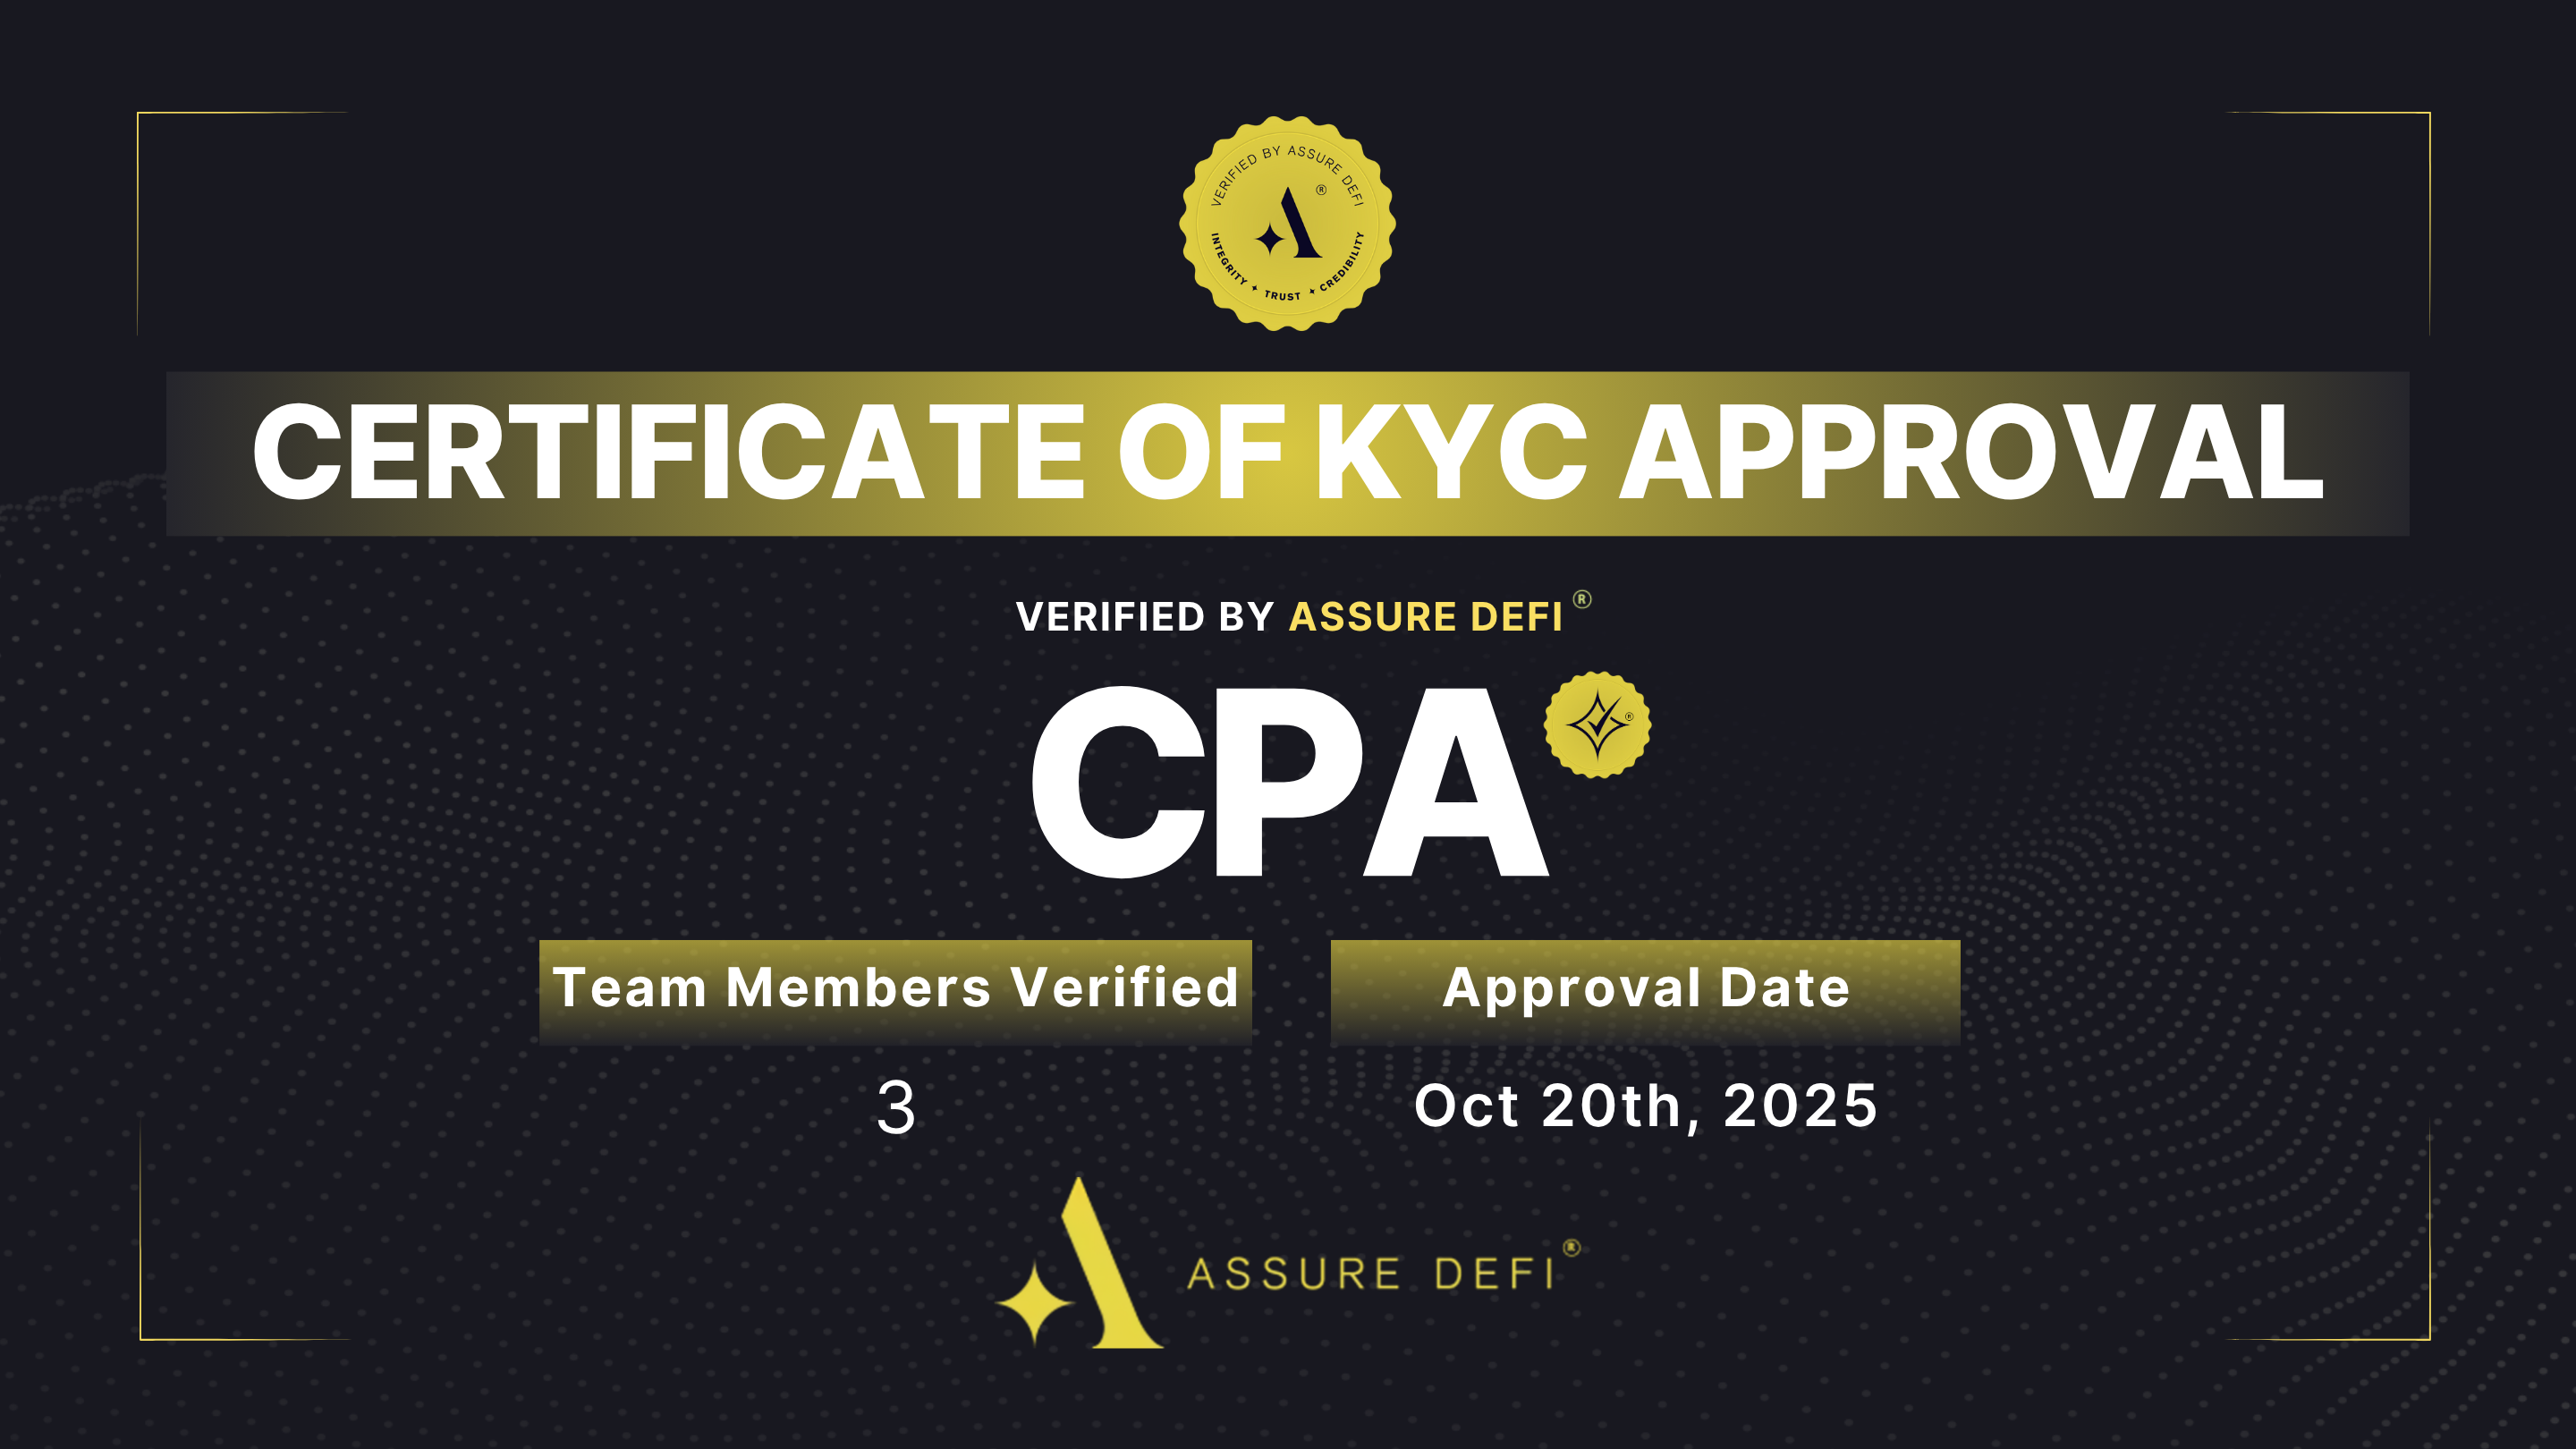 VERIFIED BY ASSURE DEFI
®
INTEGRITY ✦ TRUST ✦ CREDIBILITY
CERTIFICATE OF KYC APPROVAL
VERIFIED BY ASSURE DEFI®
CPA
®
Team Members Verified
Approval Date
3
Oct 20th, 2025
ASSURE DEFI®